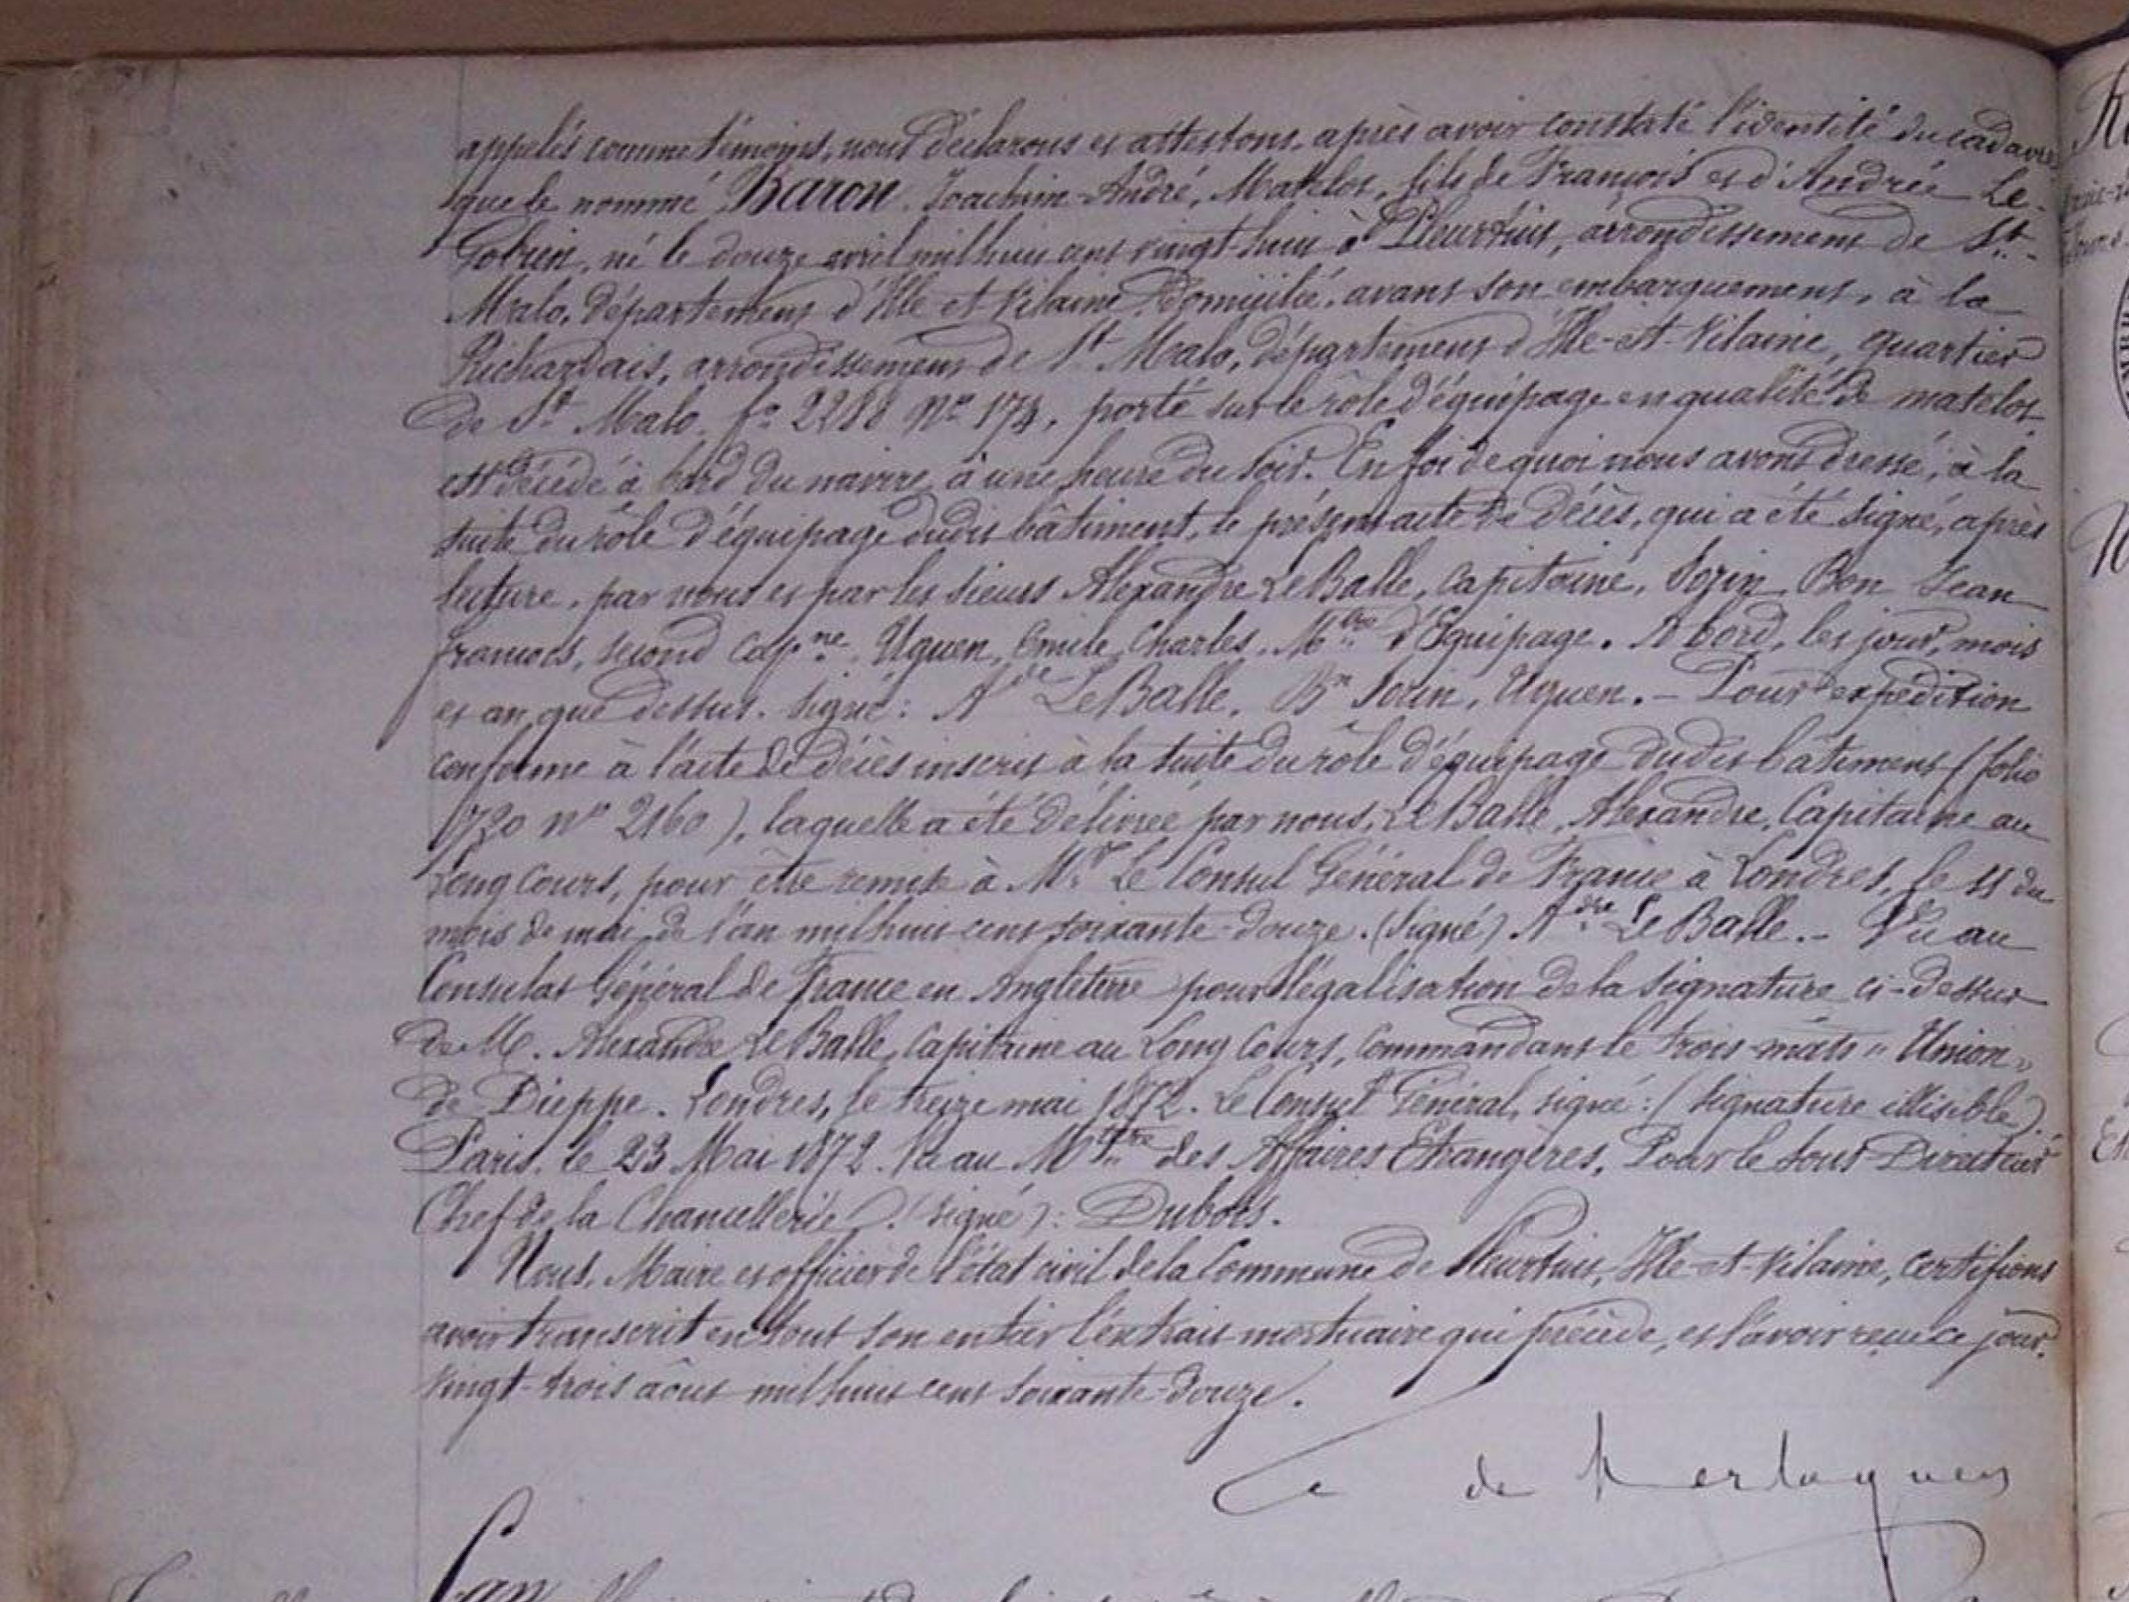 appelés comme témoins, nous déclarons et attestons, après avoir constaté l'identité du cadavre,
que le nommé Baron, Joachim-André, Matelot, fils de François et d'Andrée Le-
Gobien, né le douze avril mil huit cent vingt-huit à Pleurtuit, arrondissement de St.-
Malo, département d'Ille et Vilaine, domicilié, avant son embarquement, à la
Richardais, arrondissement de St Malo, département d'Ille-et-Vilaine, quartier
de St Malo, fo 2288 No 174, porté sur le rôle d'équipage en qualité de matelot
est décédé à bord du navire, à une heure du soir. En foi de quoi nous avons dressé, à la
suite du rôle d'équipage dudit bâtiment, le présent acte de décès, qui a été signé, après
lecture, par nous et par les sieurs Alexandre Le Balle, Capitaine, Sozin, Bon Jean
François, second Capne, Uguen, Emile, Charles, Mtre d'Equipage. A bord, les jour, mois
et an, que dessus. Signé: Adre Le Balle, Bn Sozin, Uguen. - Pour expédition
conforme à l'acte de décès inscrit à la suite du rôle d'équipage dudit bâtiment (folio
1720 no 2160), laquelle a été délivrée par nous, Le Balle, Alexandre, Capitaine au
Long Cours, pour être remise à Mr Le Consul Général de France à Londres, le 11 du
mois de mai, de l'an mil huit cent soixante-douze. (Signé) Adre Le Balle. - Vu au
Consulat Général de France en Angleterre pour légalisation de la signature ci-dessus
de M. Alexandre Le Balle, Capitaine au Long Cours, commandant le trois-mâts "Union"
de Dieppe. Londres, le treize mai 1872. Le Consul Général, signé: (signature illisible)
Paris, le 23 Mai 1872. Vu au Mtère des Affaires Etrangères, Pour le Sous Directeur
Chef de la Chancellerie. (signé): Dubois.
Nous, Maire et officier de l'état civil de la Commune de Pleurtuit, Ille-et-Vilaine, certifions
avoir transcrit en tout son entier l'extrait mortuaire qui précède, et l'avoir reçu ce jour,
vingt-trois août mil huit cent soixante-douze.
de Kerlaguen
L'an